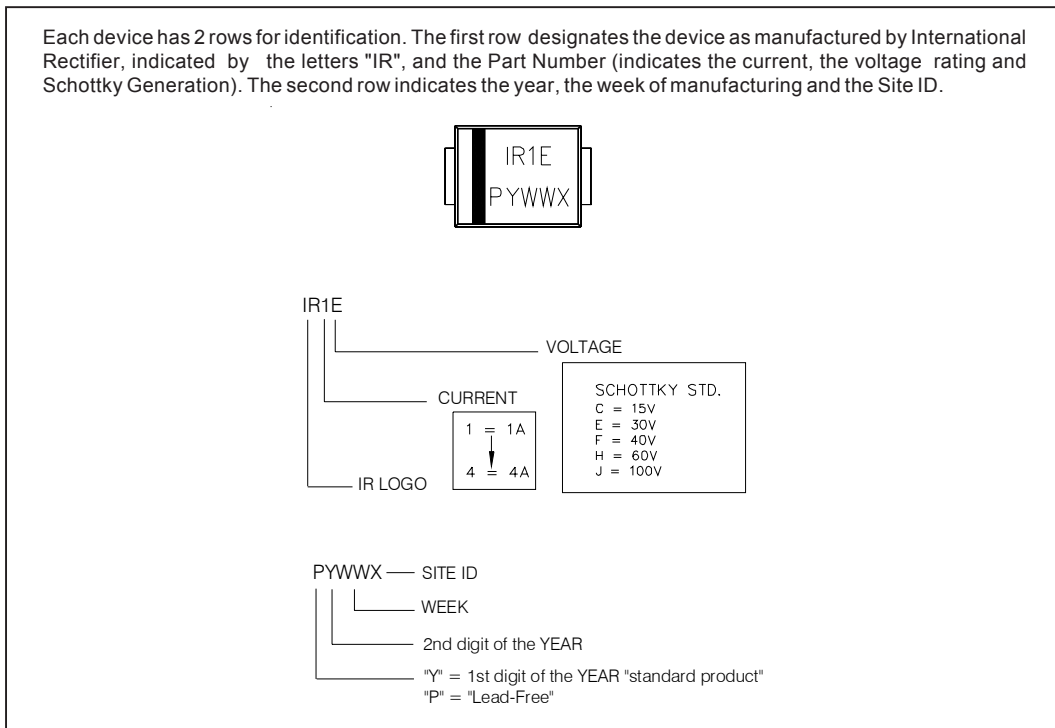 Each device has 2 rows for identification. The first row designates the device as manufactured by International
Rectifier, indicated by the letters "IR", and the Part Number (indicates the current, the voltage rating and
Schottky Generation). The second row indicates the year, the week of manufacturing and the Site ID.
IR1E
PYWWX
IR1E
VOLTAGE
SCHOTTKY STD.
C = 15V
E = 30V
F = 40V
H = 60V
J = 100V
CURRENT
1 = 1A
4 = 4A
IR LOGO
PYWWX
SITE ID
WEEK
2nd digit of the YEAR
"Y" = 1st digit of the YEAR "standard product"
"P" = "Lead-Free"